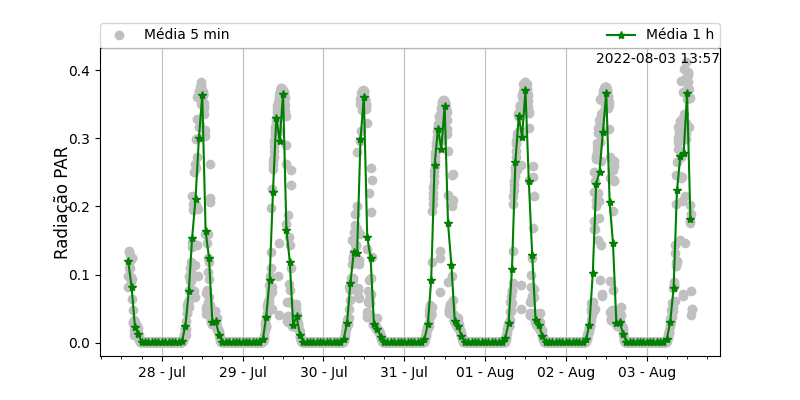 Média 5 min Média 1 h
2022-08-03 13:57
Radiação PAR
0.4
0.3
0.2
0.1
0.0
28 - Jul 29 - Jul 30 - Jul 31 - Jul 01 - Aug 02 - Aug 03 - Aug